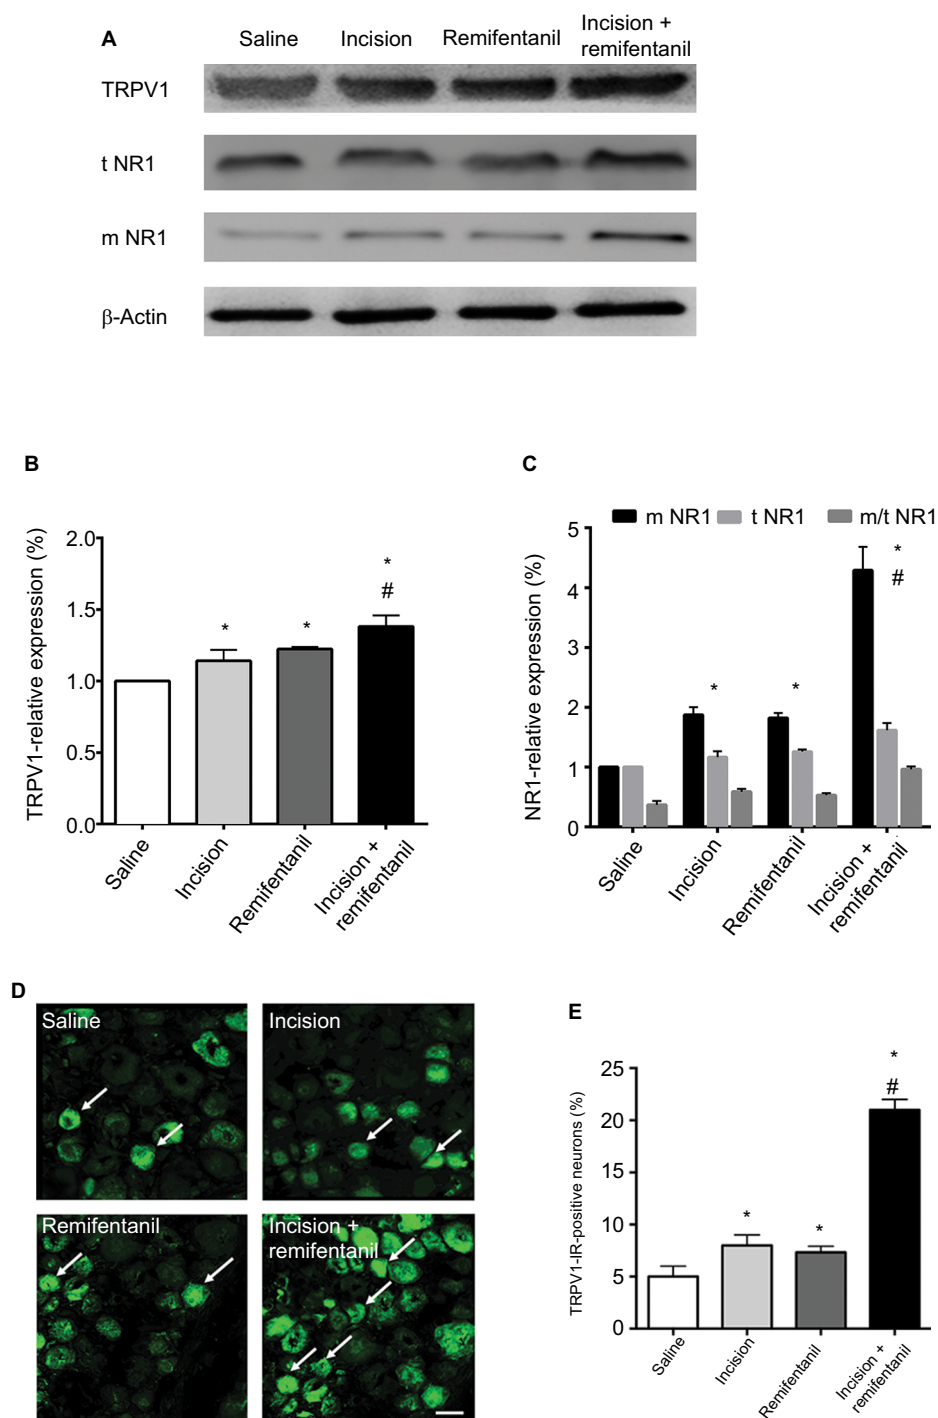 A
Saline
Incision
Remifentanil
Incision +
remifentanil
TRPV1
t NR1
m NR1
β-Actin
B
TRPV1-relative expression (%)
2.0
1.5
1.0
0.5
0.0
*
*
*
#
Saline
Incision
Remifentanil
Incision +
remifentanil
C
m NR1
t NR1
m/t NR1
NR1-relative expression (%)
5
4
3
2
1
0
*
*
*
#
Saline
Incision
Remifentanil
Incision +
remifentanil
D
Saline
Incision
Remifentanil
Incision +
remifentanil
E
TRPV1-IR-positive neurons (%)
25
20
15
10
5
0
*
*
*
#
Saline
Incision
Remifentanil
Incision +
remifentanil